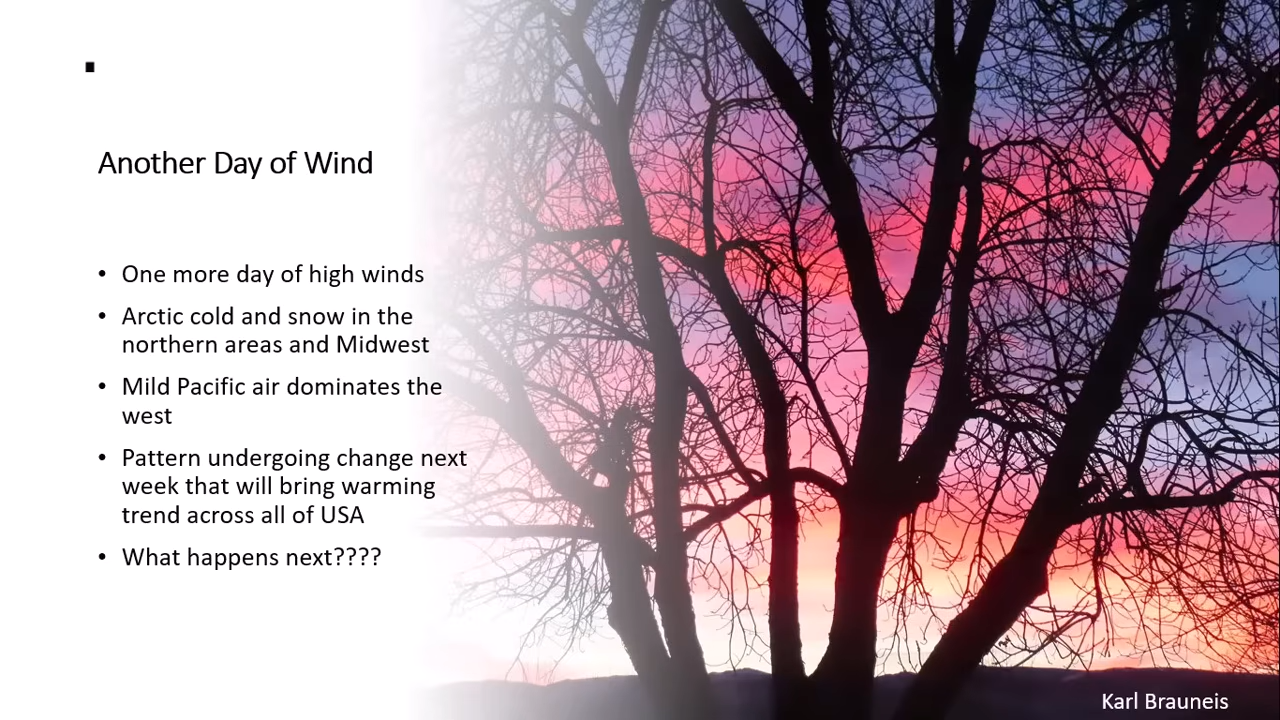 Another Day of Wind
• One more day of high winds
• Arctic cold and snow in the
northern areas and Midwest
• Mild Pacific air dominates the
west
• Pattern undergoing change next
week that will bring warming
trend across all of USA
• What happens next????
Karl Brauneis